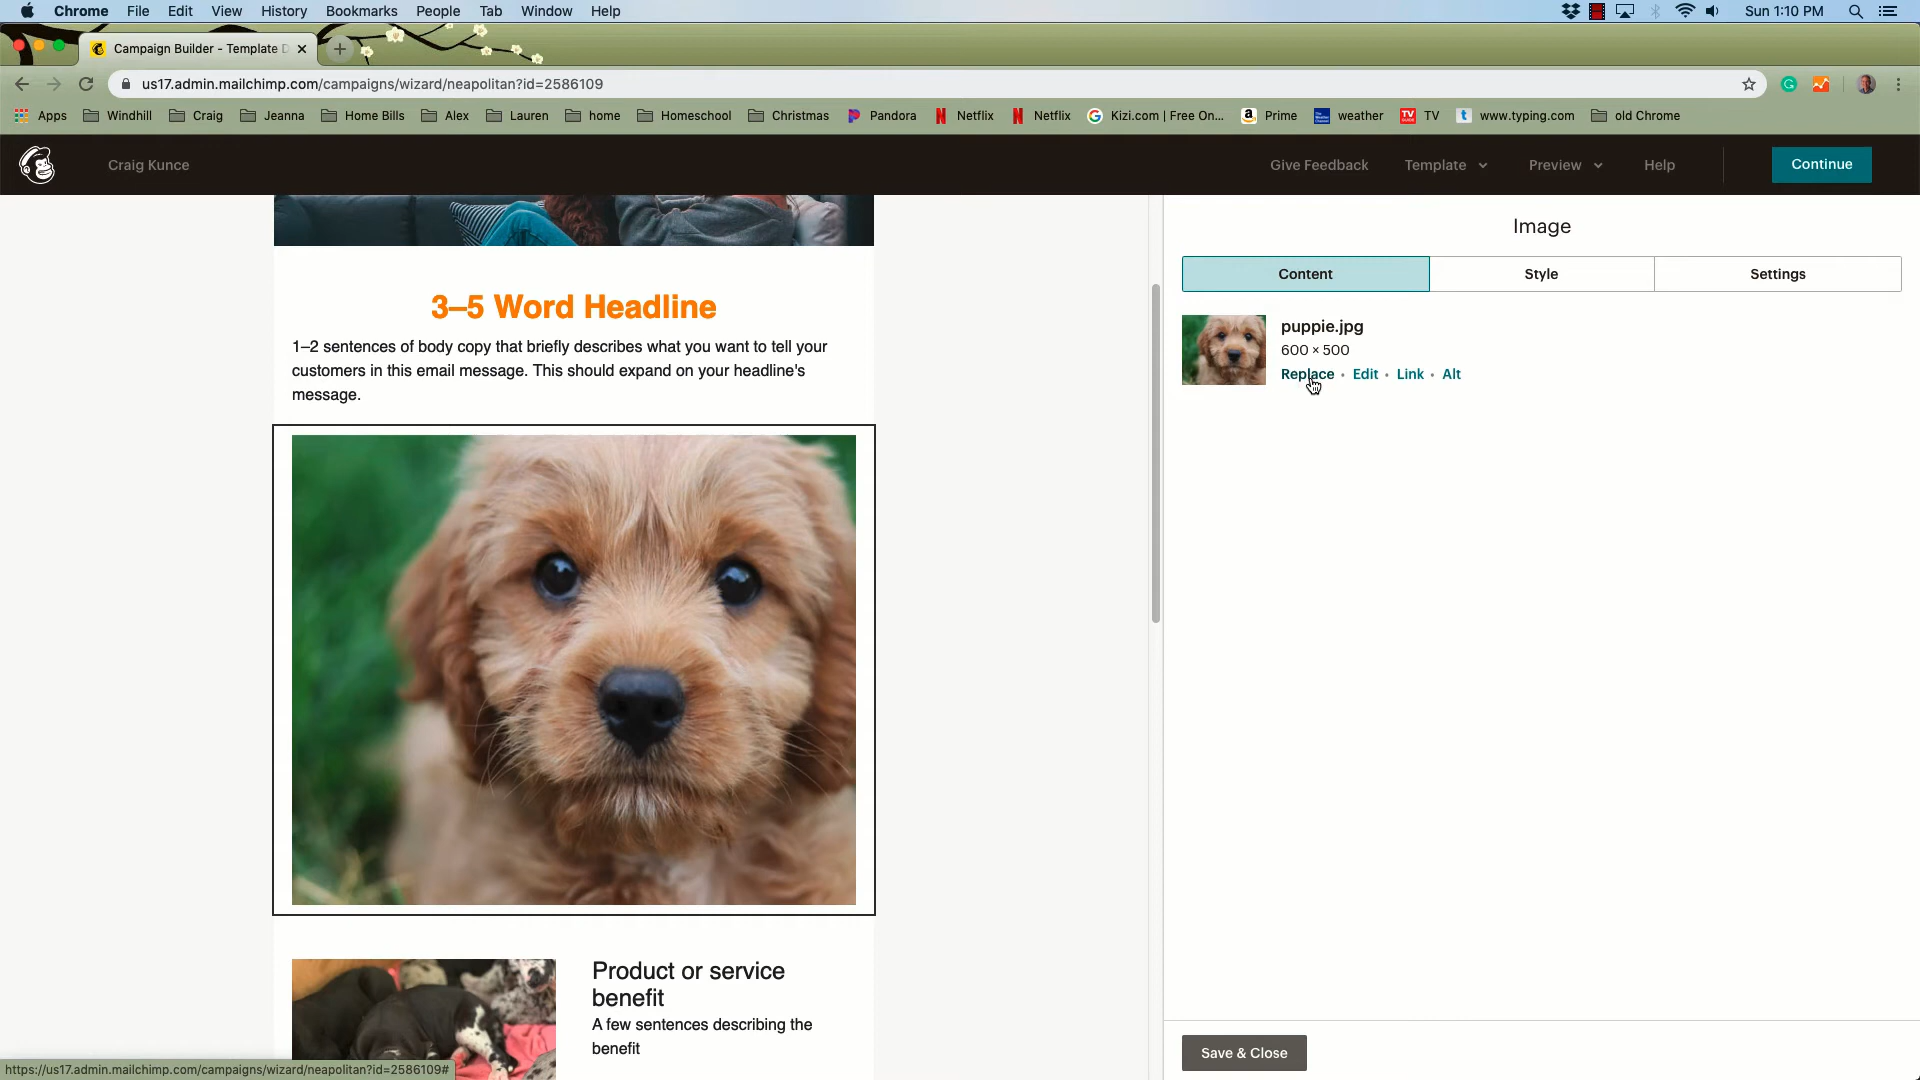 Chrome File Edit View History Bookmarks People Tab Window Help Sun 1:10 PM
Campaign Builder - Template D
us17.admin.mailchimp.com/campaigns/wizard/neapolitan?id=2586109
Apps Windhill Craig Jeanna Home Bills Alex Lauren home Homeschool Christmas Pandora Netflix Netflix Kizi.com | Free On... Prime weather TV www.typing.com old Chrome
Craig Kunce Give Feedback Template Preview Help Continue
Image
Content Style Settings
puppie.jpg
600 × 500
Replace • Edit • Link • Alt
3–5 Word Headline
1–2 sentences of body copy that briefly describes what you want to tell your
customers in this email message. This should expand on your headline's
message.
Product or service
benefit
A few sentences describing the
benefit
Save & Close
https://us17.admin.mailchimp.com/campaigns/wizard/neapolitan?id=2586109#